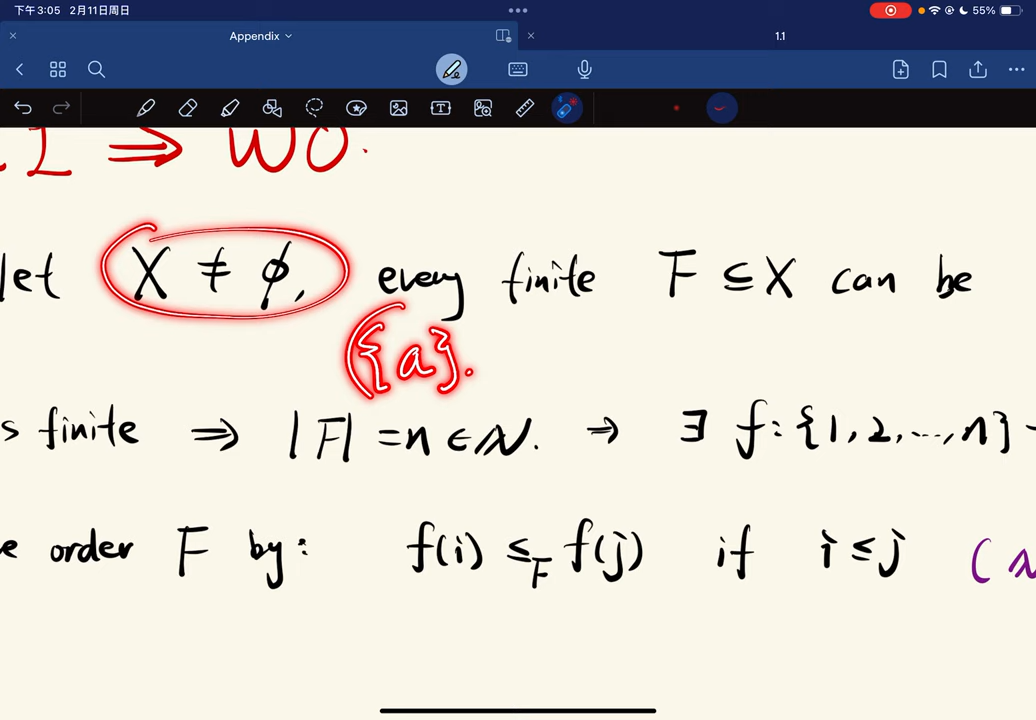 下午3:05 2月11日周日
55%
Appendix
1.1
⇒ WO.
let X ≠ ∅, every finite F ⊆ X can be
{a}.
s finite ⇒ |F| = n ∈ N. → ∃ f: {1, 2, ..., n}
e order F by: f(i) ≤_F f(j) if i ≤ j (